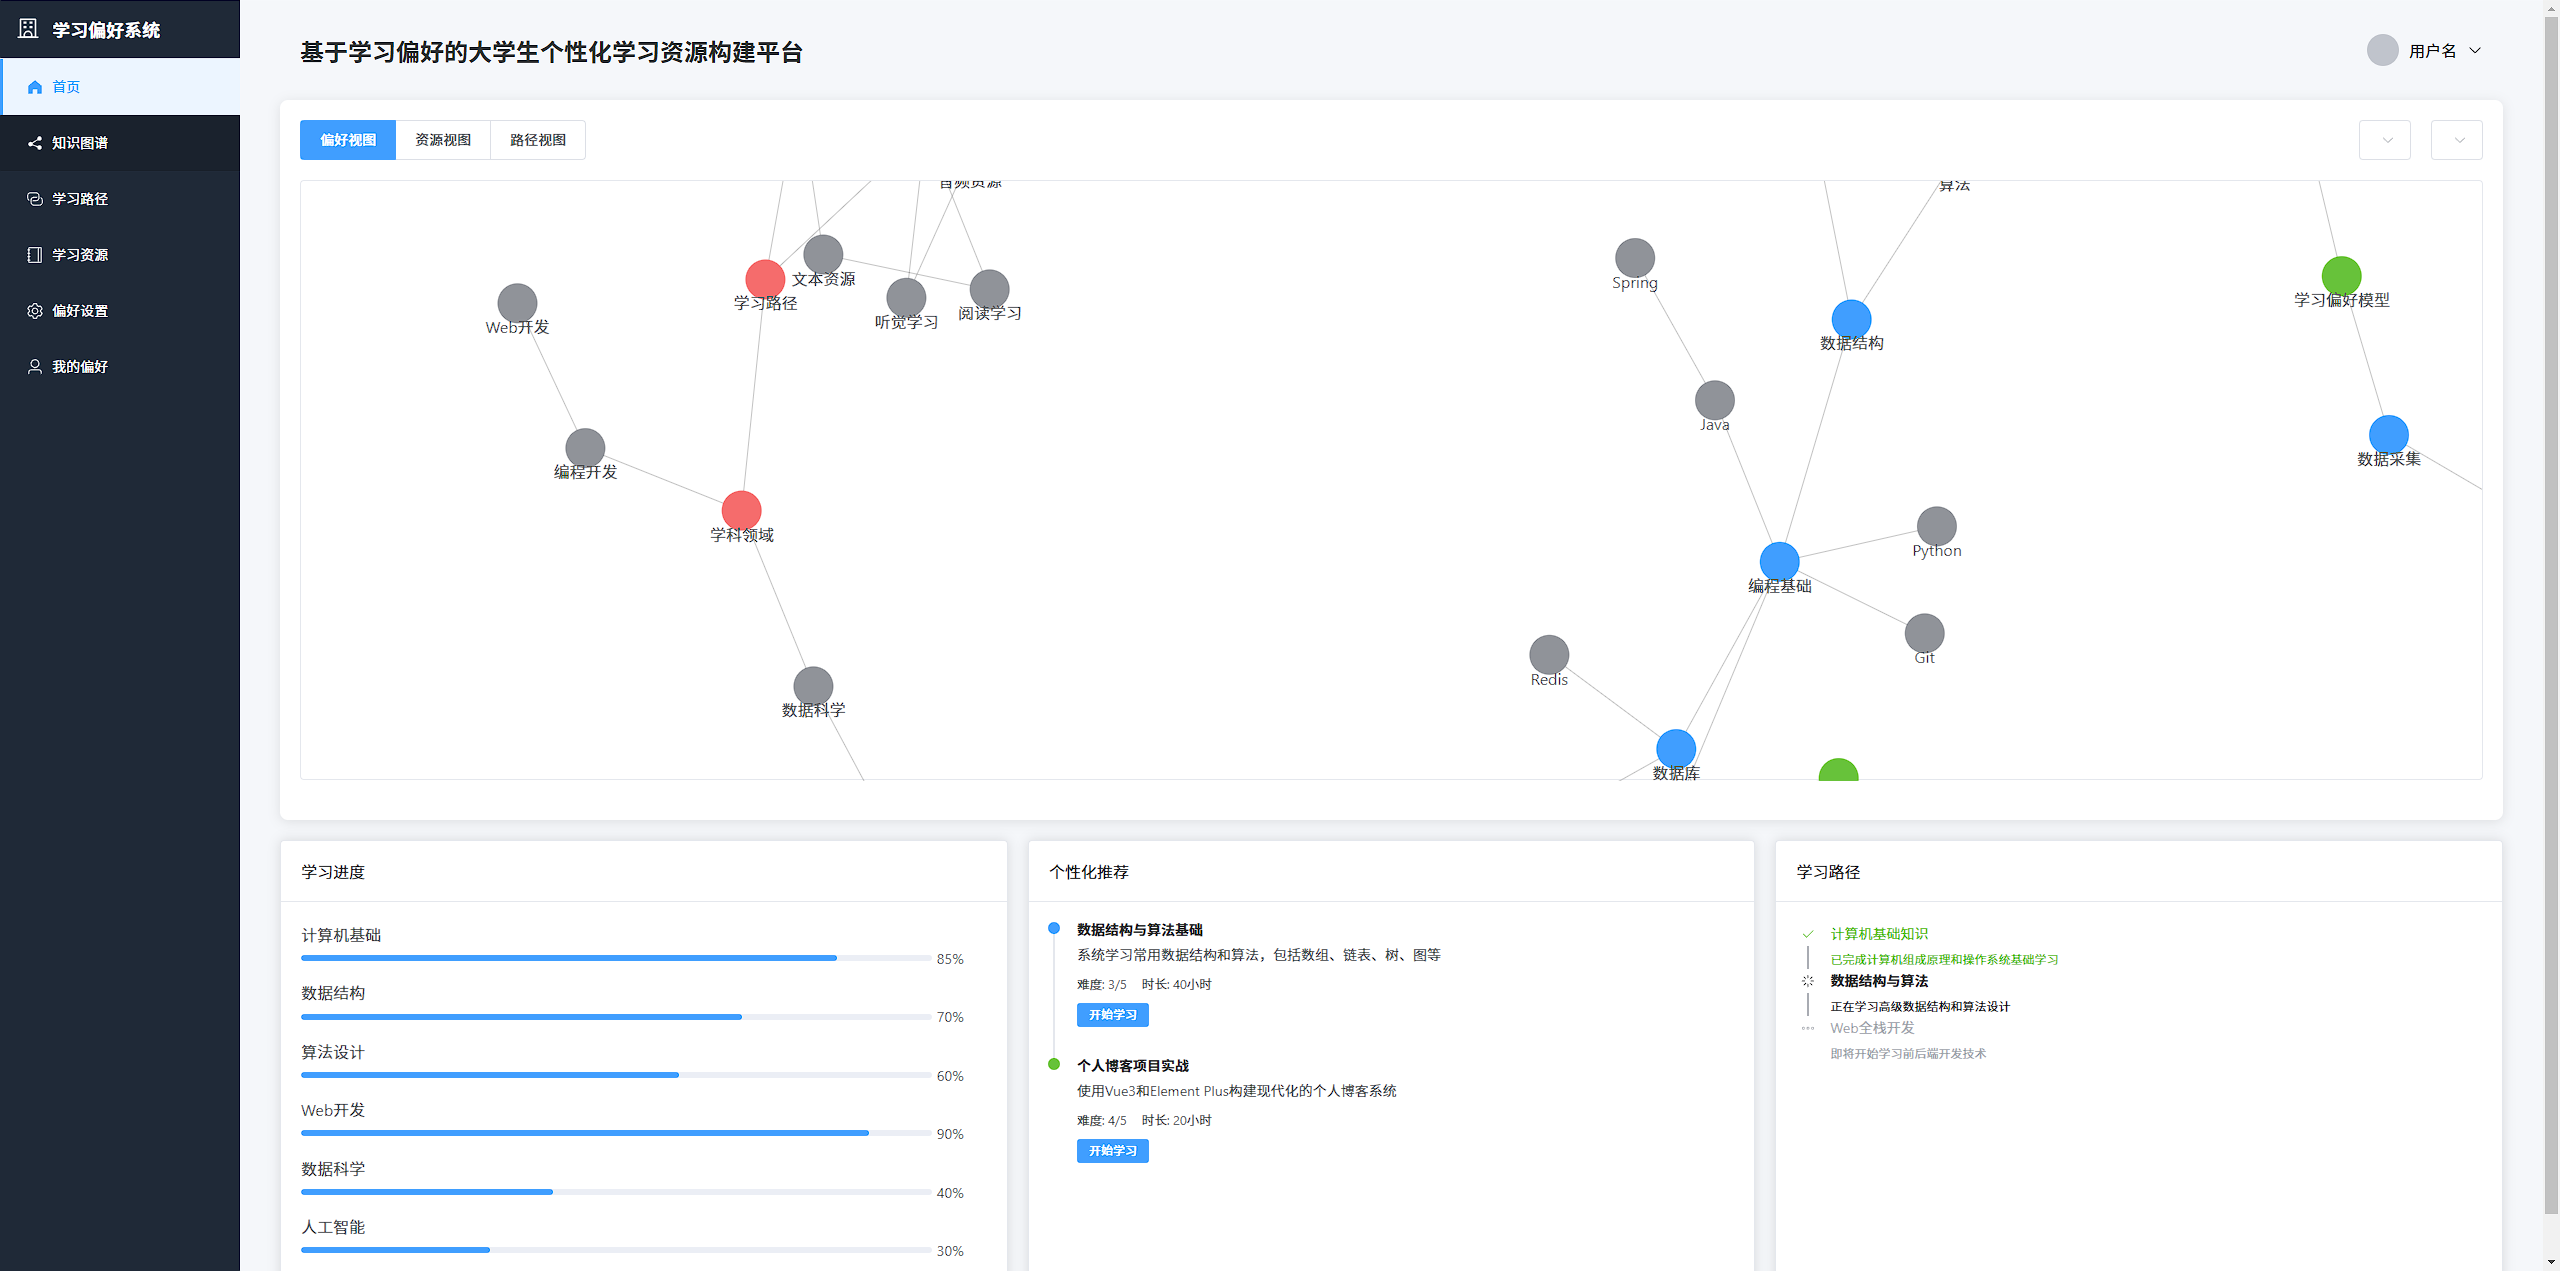 学习偏好系统
首页
知识图谱
学习路径
学习资源
偏好设置
我的偏好
基于学习偏好的大学生个性化学习资源构建平台
用户名
偏好视图
资源视图
路径视图
音频资源
算法
文本资源
学习路径
听觉学习
阅读学习
Web开发
编程开发
学科领域
数据科学
Spring
数据结构
Java
学习偏好模型
数据采集
Python
编程基础
Git
Redis
数据库
学习进度
计算机基础
85%
数据结构
70%
算法设计
60%
Web开发
90%
数据科学
40%
人工智能
30%
个性化推荐
数据结构与算法基础
系统学习常用数据结构和算法，包括数组、链表、树、图等
难度: 3/5 时长: 40小时
开始学习
个人博客项目实战
使用Vue3和Element Plus构建现代化的个人博客系统
难度: 4/5 时长: 20小时
开始学习
学习路径
计算机基础知识
已完成计算机组成原理和操作系统基础学习
数据结构与算法
正在学习高级数据结构和算法设计
Web全栈开发
即将开始学习前后端开发技术